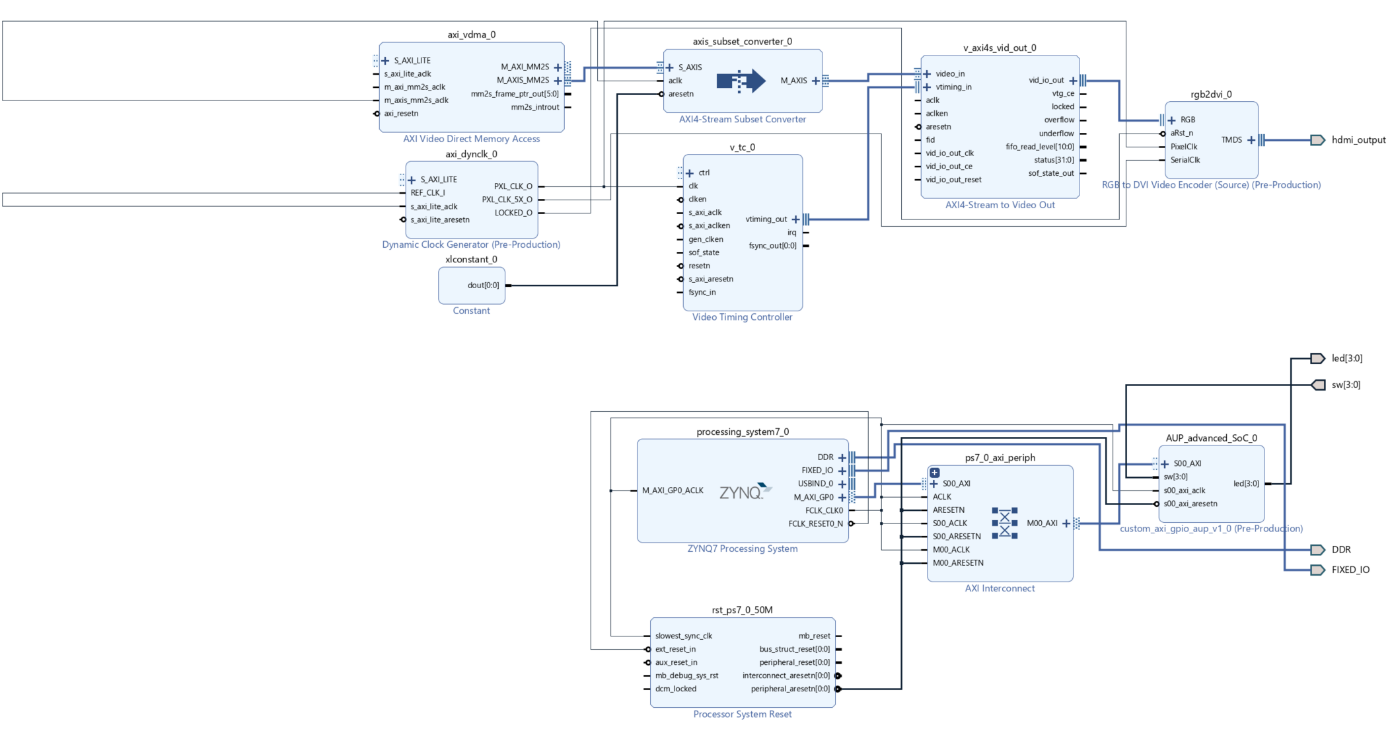 axi_vdma_0
S_AXI_LITE
s_axi_lite_aclk
m_axi_mm2s_aclk
m_axis_mm2s_aclk
axi_resetn
M_AXI_MM2S
M_AXIS_MM2S
mm2s_frame_ptr_out[5:0]
mm2s_introut
AXI Video Direct Memory Access
axis_subset_converter_0
S_AXIS
aclk
aresetn
M_AXIS
AXI4-Stream Subset Converter
v_axi4s_vid_out_0
video_in
vtiming_in
aclk
aclken
aresetn
fid
vid_io_out_clk
vid_io_out_ce
vid_io_out_reset
vid_io_out
vtg_ce
locked
overflow
underflow
fifo_read_level[10:0]
status[31:0]
sof_state_out
AXI4-Stream to Video Out
rgb2dvi_0
RGB
aRst_n
PixelClk
SerialClk
TMDS
RGB to DVI Video Encoder (Source) (Pre-Production)
hdmi_output
axi_dynclk_0
S_AXI_LITE
REF_CLK_I
s_axi_lite_aclk
s_axi_lite_aresetn
PXL_CLK_O
PXL_CLK_5X_O
LOCKED_O
Dynamic Clock Generator (Pre-Production)
v_tc_0
ctrl
clk
clken
s_axi_aclk
s_axi_aclken
gen_clken
sof_state
resetn
s_axi_aresetn
fsync_in
vtiming_out
irq
fsync_out[0:0]
Video Timing Controller
xlconstant_0
dout[0:0]
Constant
led[3:0]
sw[3:0]
processing_system7_0
M_AXI_GP0_ACLK
ZYNQ
DDR
FIXED_IO
USBIND_0
M_AXI_GP0
FCLK_CLK0
FCLK_RESET0_N
ZYNQ7 Processing System
ps7_0_axi_periph
S00_AXI
ACLK
ARESETN
S00_ACLK
S00_ARESETN
M00_ACLK
M00_ARESETN
M00_AXI
AXI Interconnect
AUP_advanced_SoC_0
S00_AXI
sw[3:0]
s00_axi_aclk
s00_axi_aresetn
led[3:0]
custom_axi_gpio_aup_v1_0 (Pre-Production)
DDR
FIXED_IO
rst_ps7_0_50M
slowest_sync_clk
ext_reset_in
aux_reset_in
mb_debug_sys_rst
dcm_locked
mb_reset
bus_struct_reset[0:0]
peripheral_reset[0:0]
interconnect_aresetn[0:0]
peripheral_aresetn[0:0]
Processor System Reset